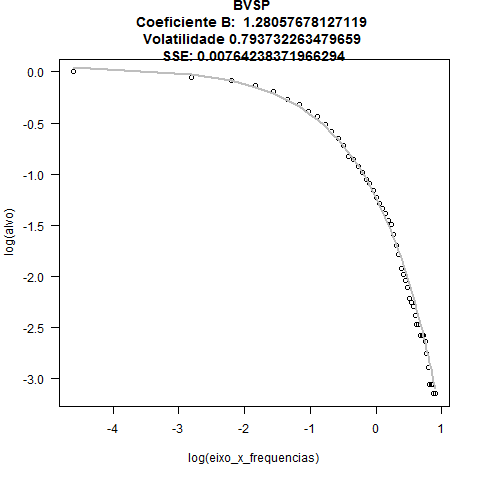 BVSP
Coeficiente B:  1.28057678127119
Volatilidade 0.793732263479659
SSE: 0.00764238371966294
0.0
-0.5
-1.0
-1.5
-2.0
-2.5
-3.0
log(alvo)
-4
-3
-2
-1
0
1
log(eixo_x_frequencias)